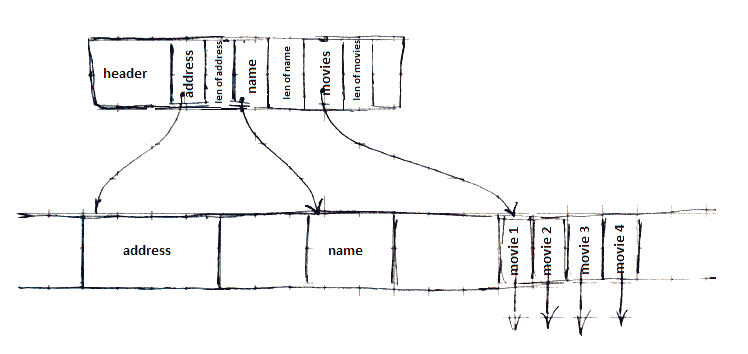 header
address
len of address
name
len of name
movies
len of movies
address
name
movie 1
movie 2
movie 3
movie 4